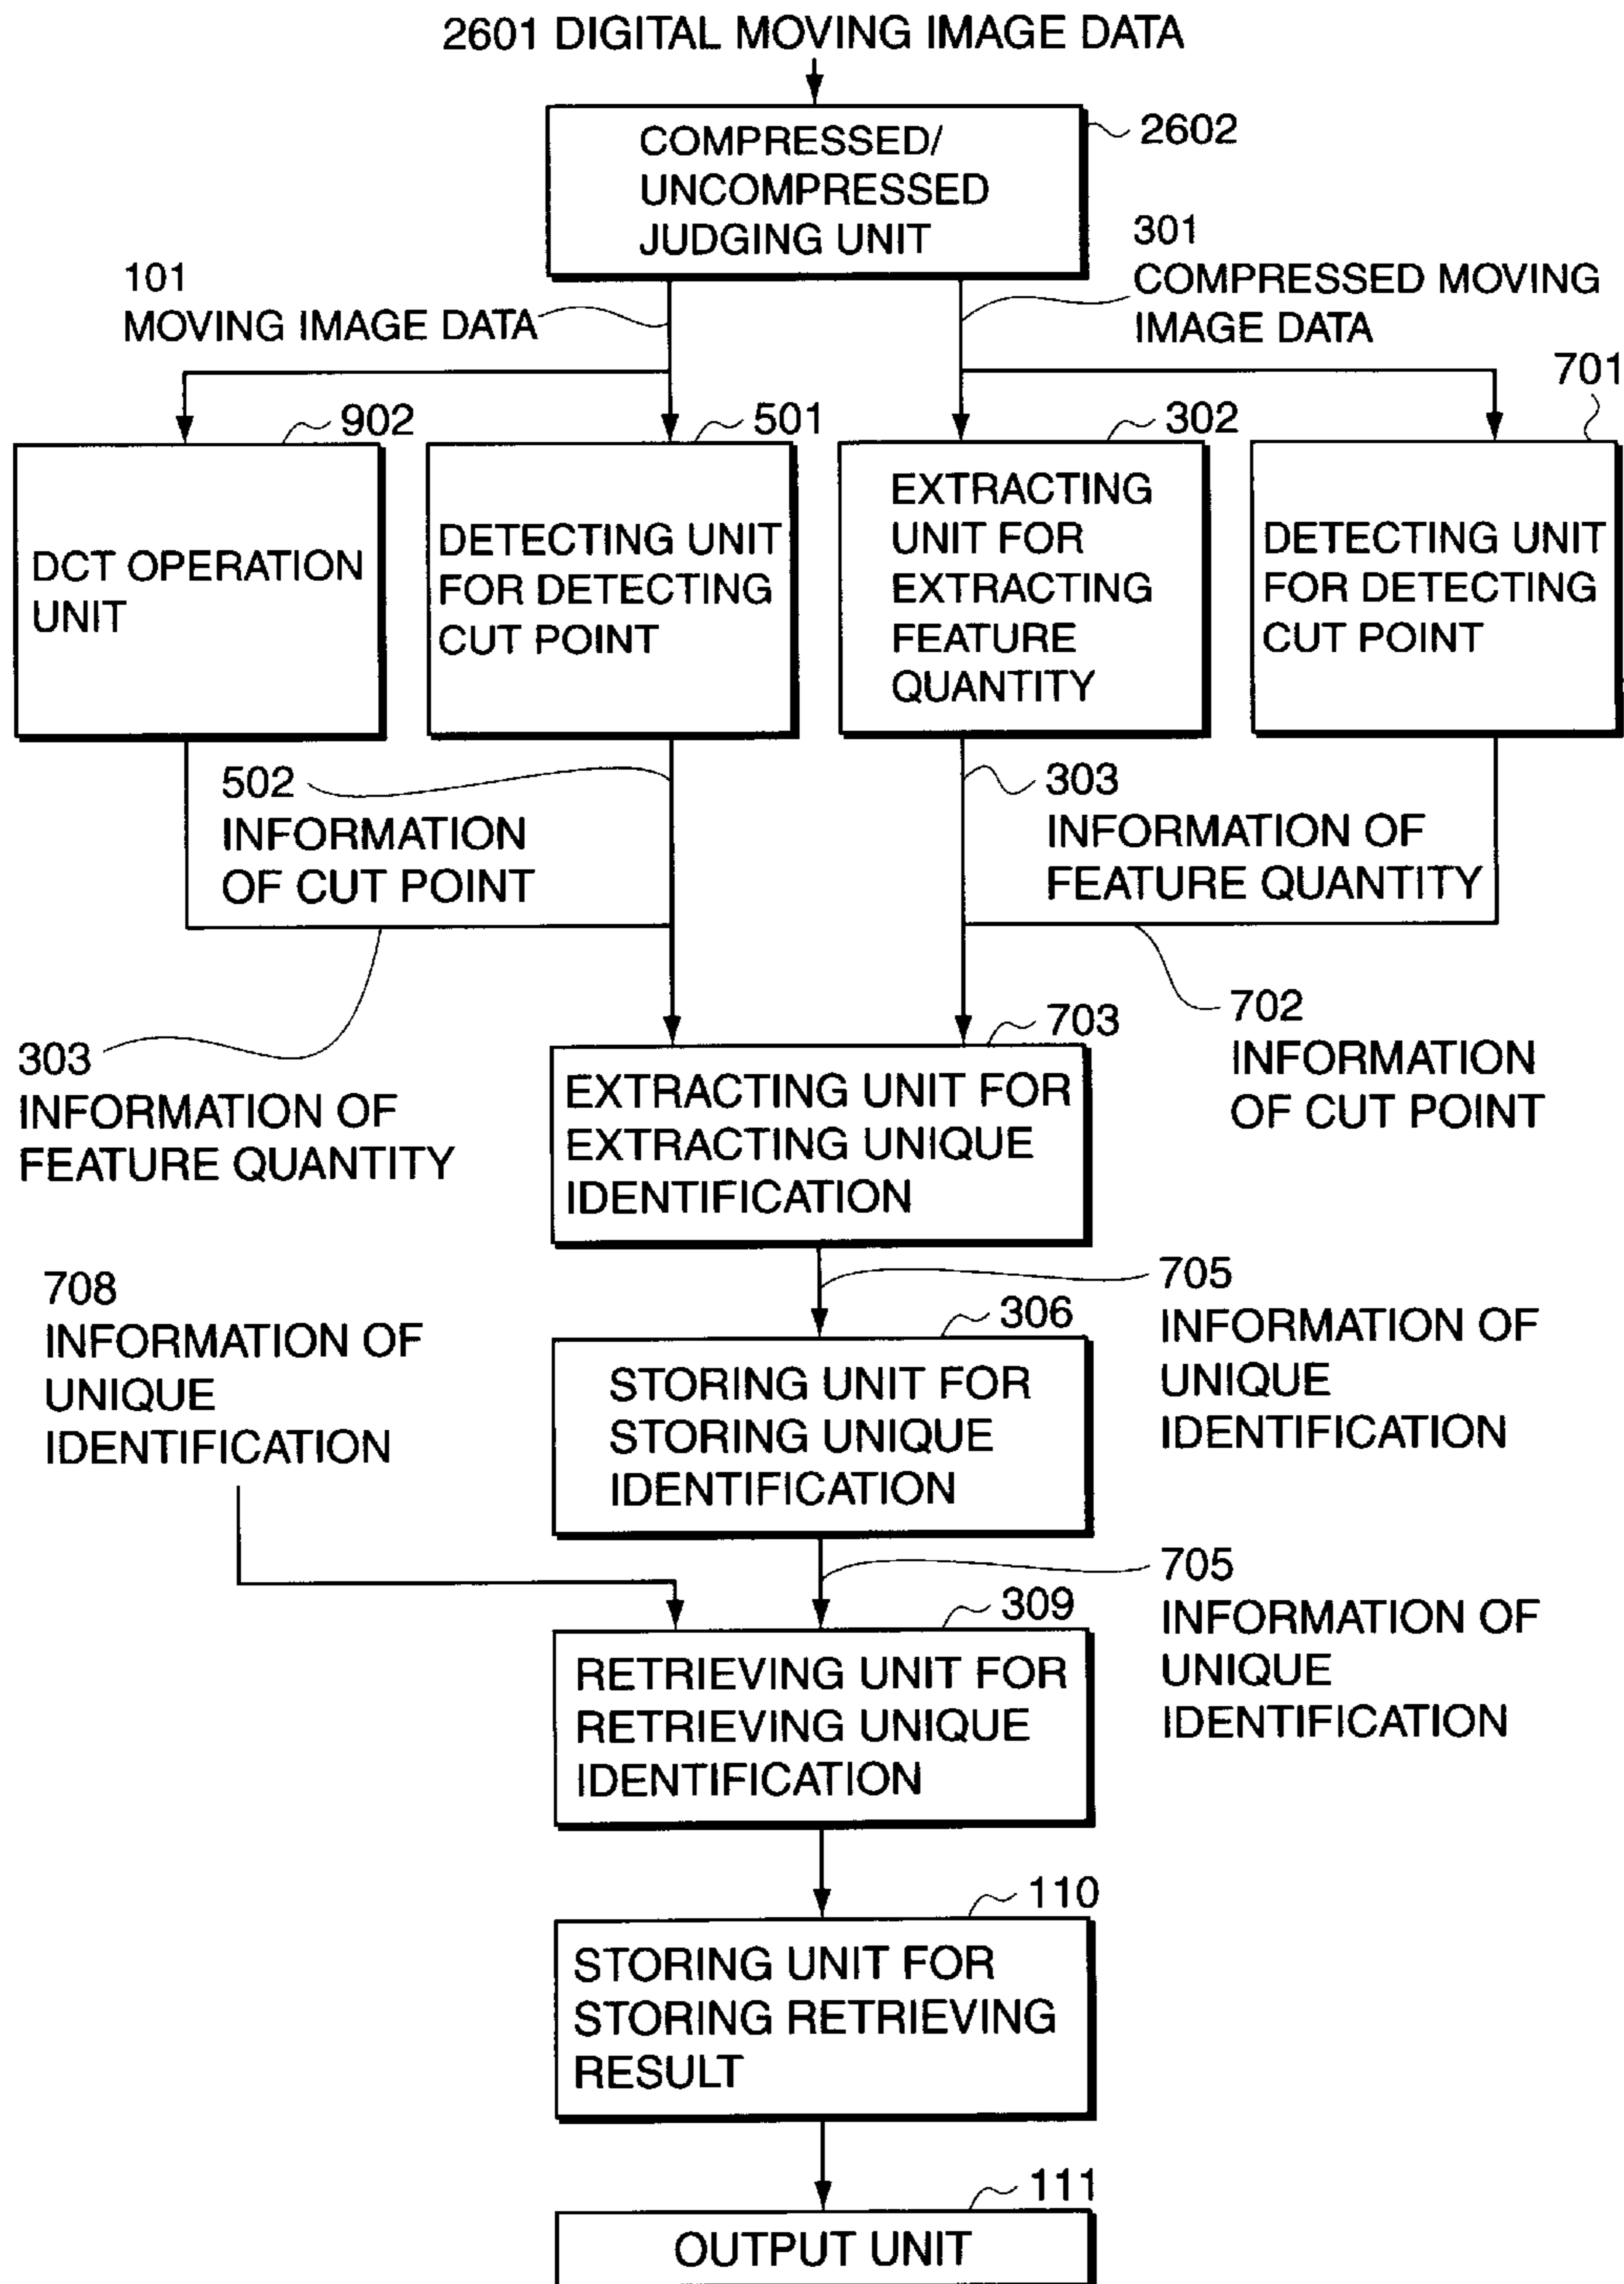 2601 DIGITAL MOVING IMAGE DATA
COMPRESSED/
UNCOMPRESSED
JUDGING UNIT
2602
101
MOVING IMAGE DATA
301
COMPRESSED MOVING
IMAGE DATA
902
DCT OPERATION
UNIT
501
DETECTING UNIT
FOR DETECTING
CUT POINT
302
EXTRACTING
UNIT FOR
EXTRACTING
FEATURE
QUANTITY
701
DETECTING UNIT
FOR DETECTING
CUT POINT
502
INFORMATION
OF CUT POINT
303
INFORMATION OF
FEATURE QUANTITY
303
INFORMATION OF
FEATURE QUANTITY
702
INFORMATION
OF CUT POINT
703
EXTRACTING UNIT FOR
EXTRACTING UNIQUE
IDENTIFICATION
705
INFORMATION OF
UNIQUE
IDENTIFICATION
708
INFORMATION OF
UNIQUE
IDENTIFICATION
306
STORING UNIT FOR
STORING UNIQUE
IDENTIFICATION
705
INFORMATION OF
UNIQUE
IDENTIFICATION
309
RETRIEVING UNIT FOR
RETRIEVING UNIQUE
IDENTIFICATION
110
STORING UNIT FOR
STORING RETRIEVING
RESULT
111
OUTPUT UNIT